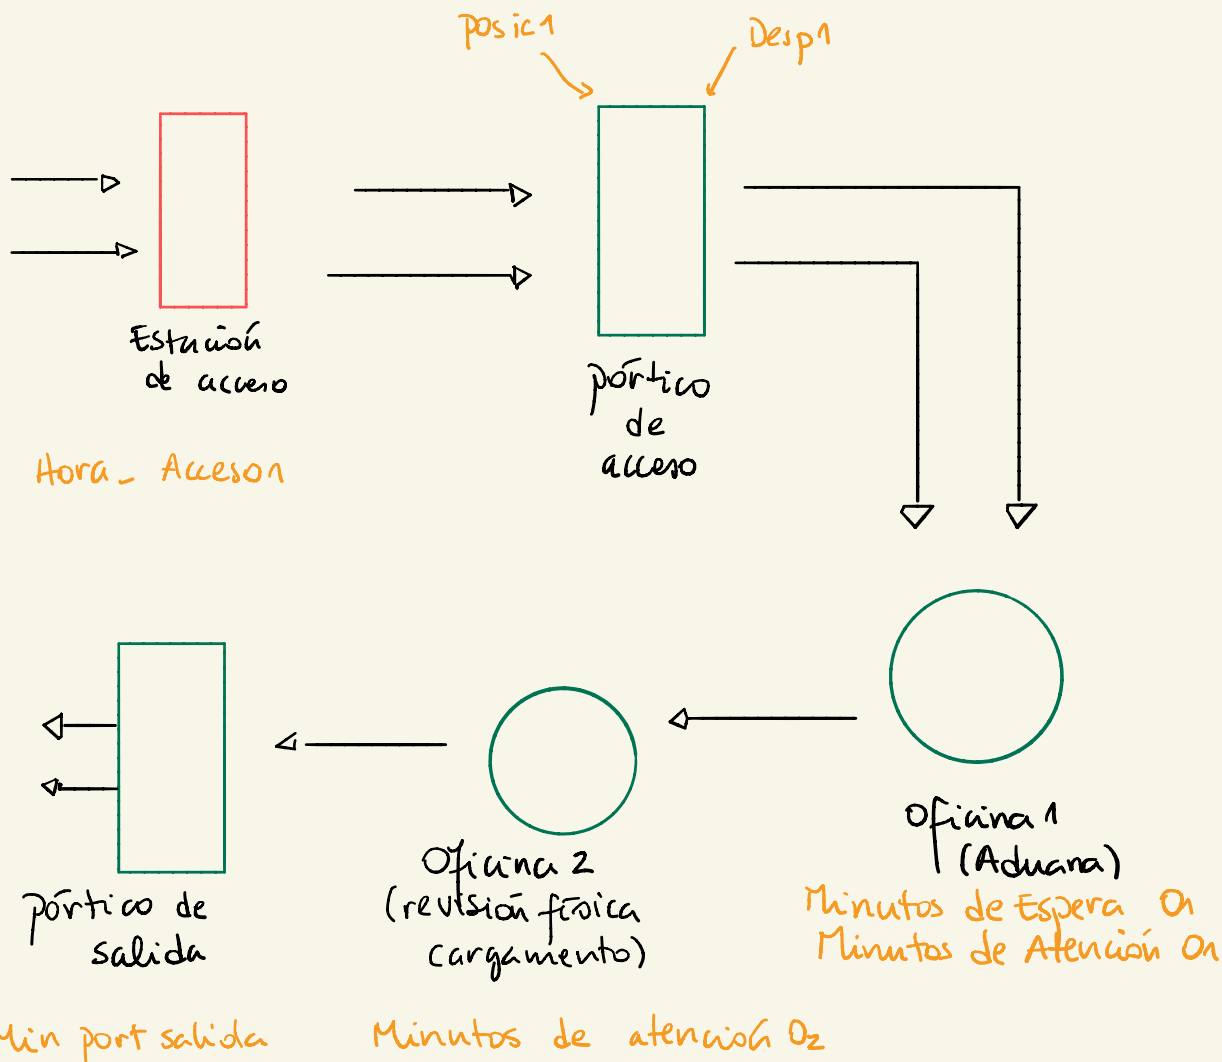 Posic1
Desp1
Estación
de acceso
pórtico
de
acceso
Hora_ Acceso1
Oficina 1
(Aduana)
Minutos de Espera O1
Minutos de Atención O1
Oficina 2
(revisión física
cargamento)
pórtico de
salida
Min port salida
Minutos de atención O2